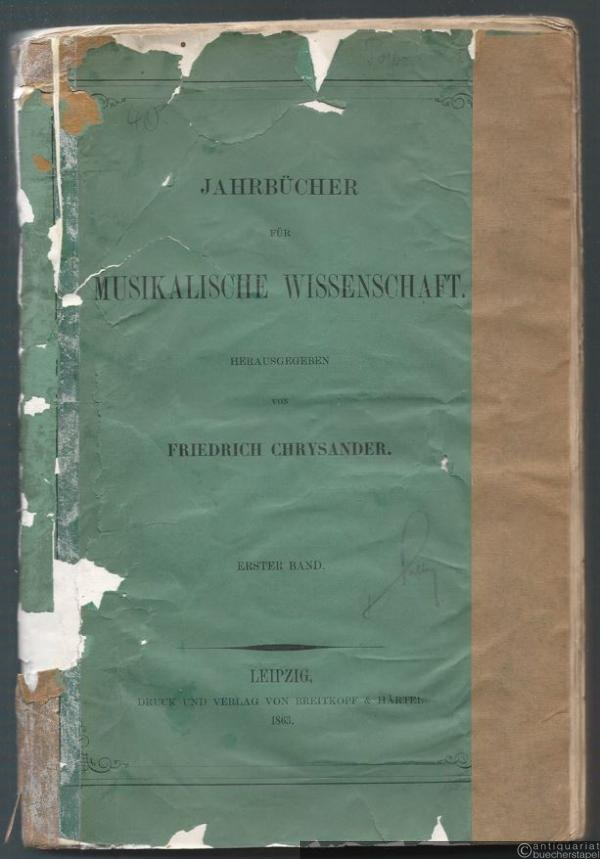 40
JAHRBÜCHER
FÜR
MUSIKALISCHE WISSENSCHAFT.
HERAUSGEGEBEN
VON
FRIEDRICH CHRYSANDER.
ERSTER BAND.
LEIPZIG,
DRUCK UND VERLAG VON BREITKOPF & HÄRTEL
1863.
antiquariat
buecherstapel